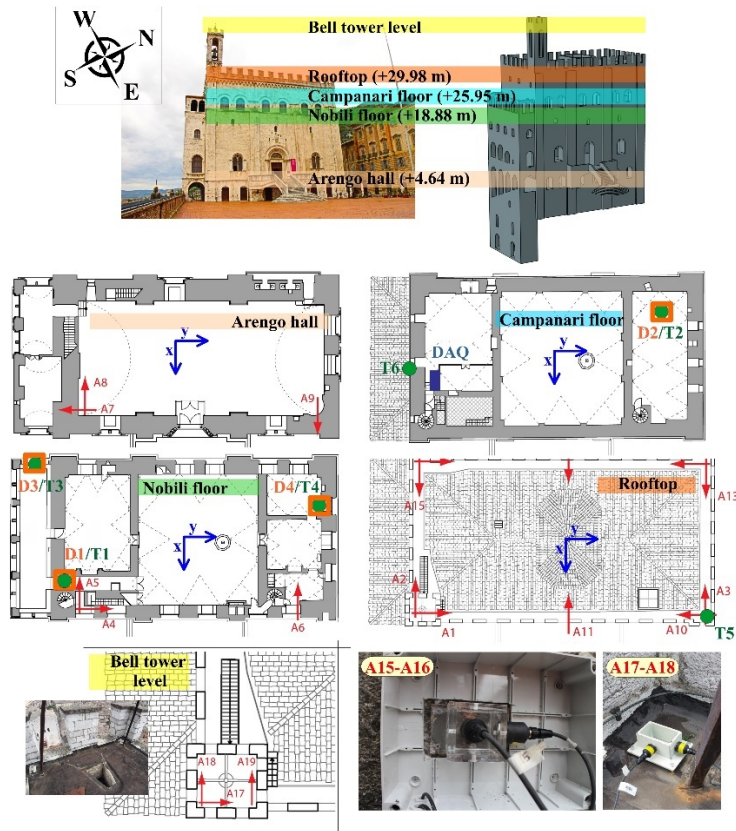 W
N
S
E
Bell tower level
Rooftop (+29.98 m)
Campanari floor (+25.95 m)
Nobili floor (+18.88 m)
Arengo hall (+4.64 m)
Arengo hall
y
x
A8
A7
A9
Campanari floor
D2/T2
y
x
DAQ
T6
D3/T3
Nobili floor
D4/T4
y
x
D1/T1
A5
A4
A6
Rooftop
A15
A13
y
x
A2
A3
A1
A11
A10
T5
Bell tower
level
A18
A19
A17
A15-A16
A17-A18